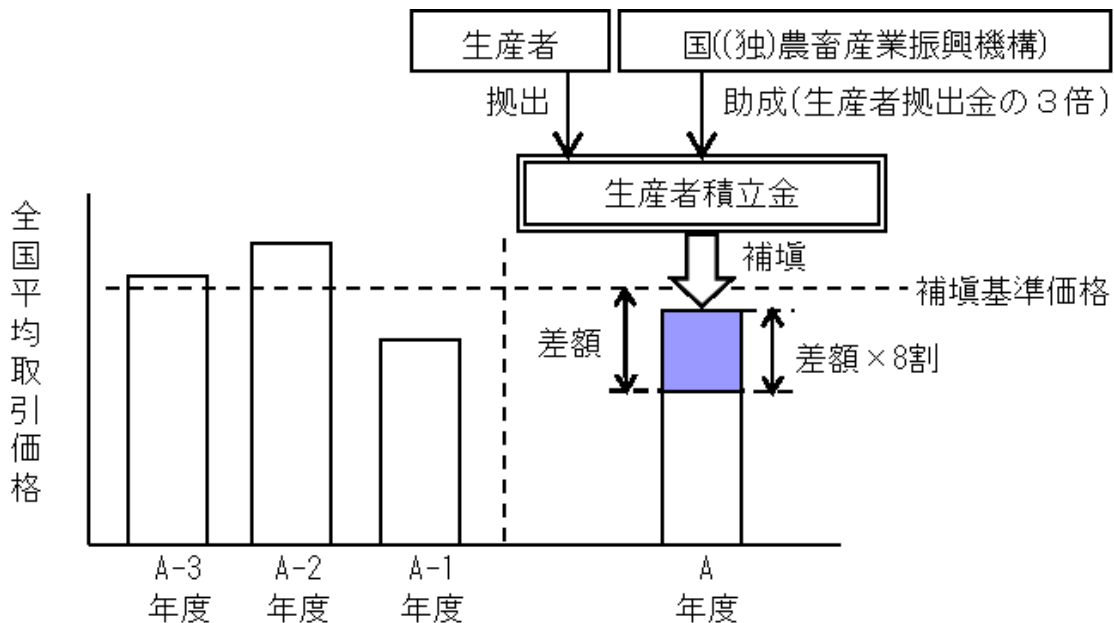 生産者
国((独)農畜産業振興機構)
拠出
助成(生産者拠出金の3倍)
生産者積立金
補塡
補塡基準価格
全国平均取引価格
差額
差額×8割
A-3
年度
A-2
年度
A-1
年度
A
年度